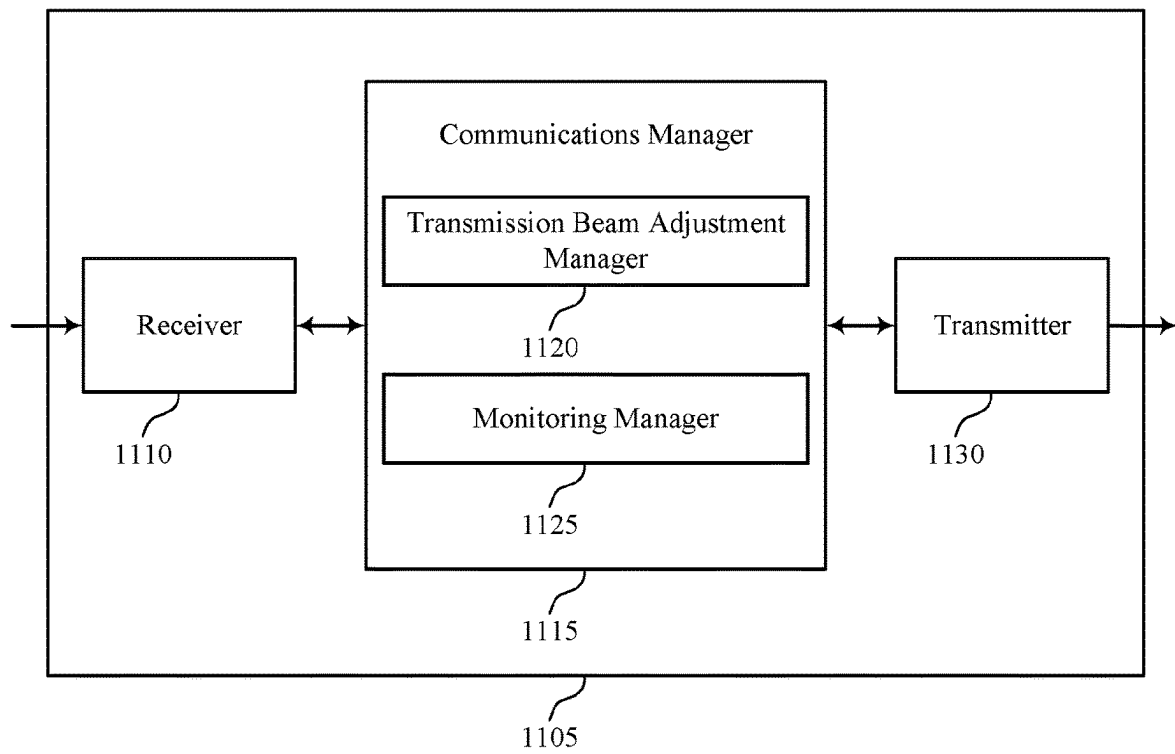 Communications Manager
Transmission Beam Adjustment
Manager
1120
Receiver
1110
Transmitter
1130
Monitoring Manager
1125
1115
1105